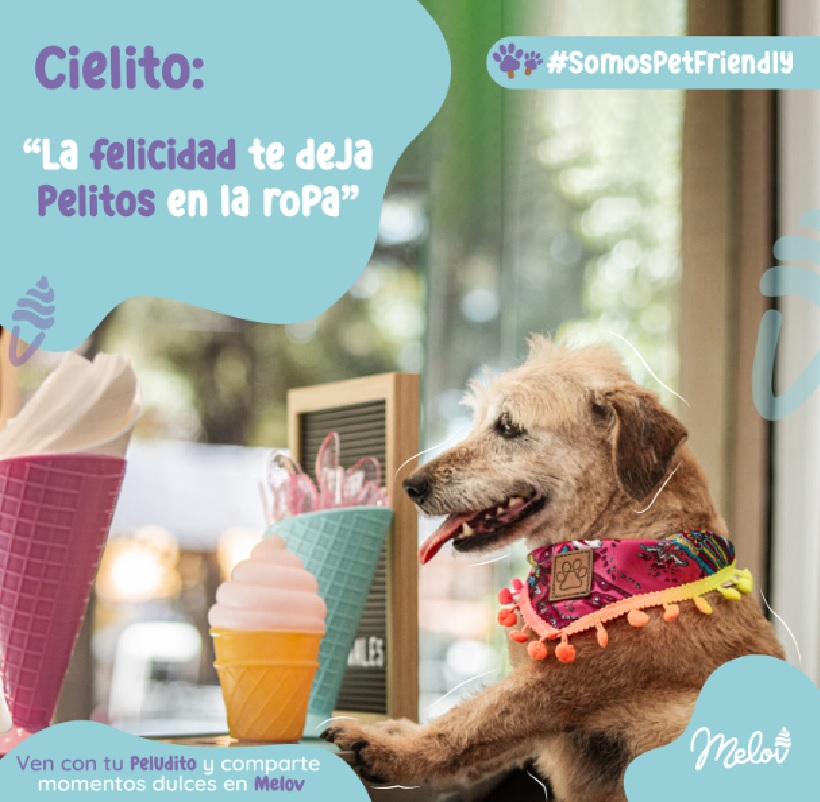 Cielito:
#SomosPetFriendly
“La felicidad te deja
Pelitos en la ropa”
ALES
Ven con tu Peludito y comparte
momentos dulces en Melov
Melov